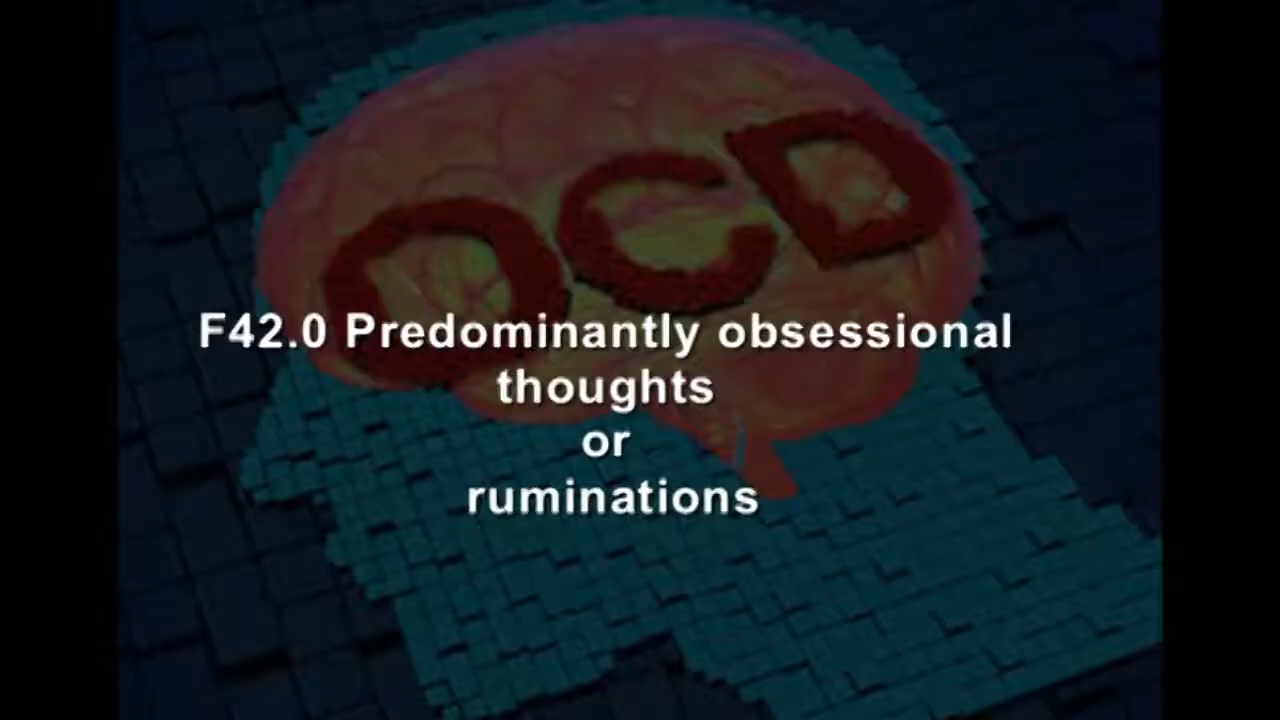 OCD
F42.0 Predominantly obsessional
thoughts
or
ruminations